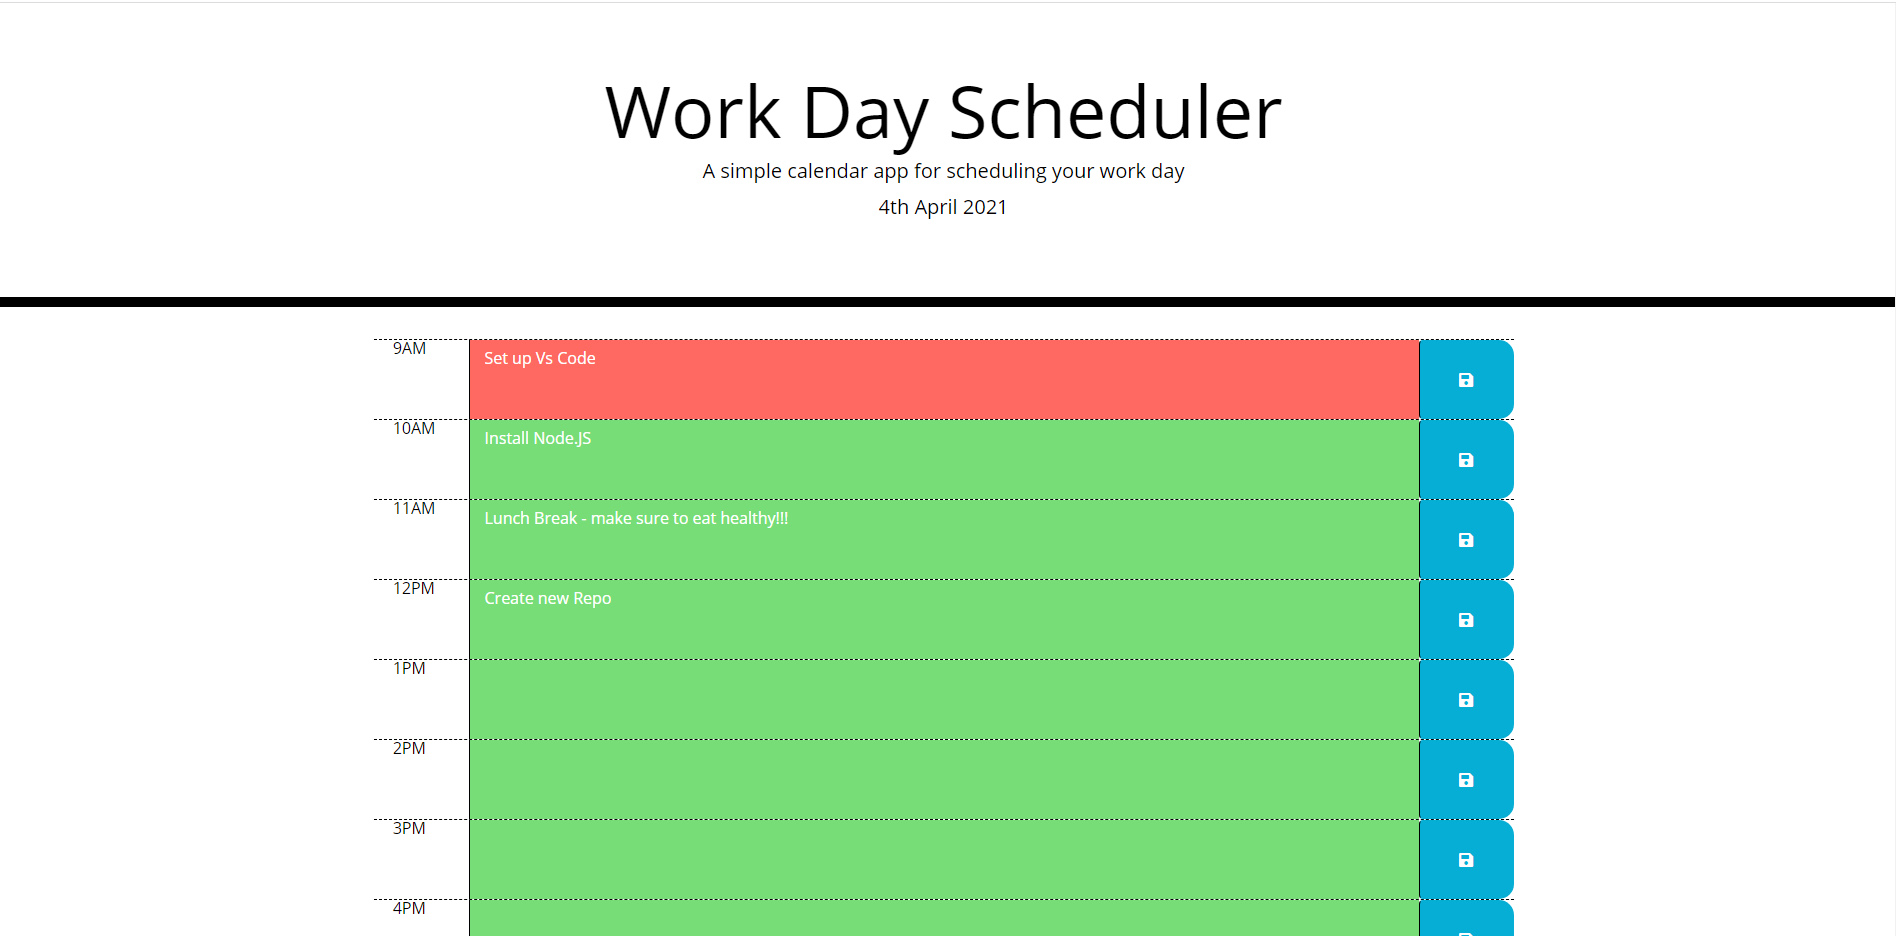 Work Day Scheduler
A simple calendar app for scheduling your work day
4th April 2021
9AM
Set up Vs Code
10AM
Install Node.JS
11AM
Lunch Break - make sure to eat healthy!!!
12PM
Create new Repo
1PM
2PM
3PM
4PM